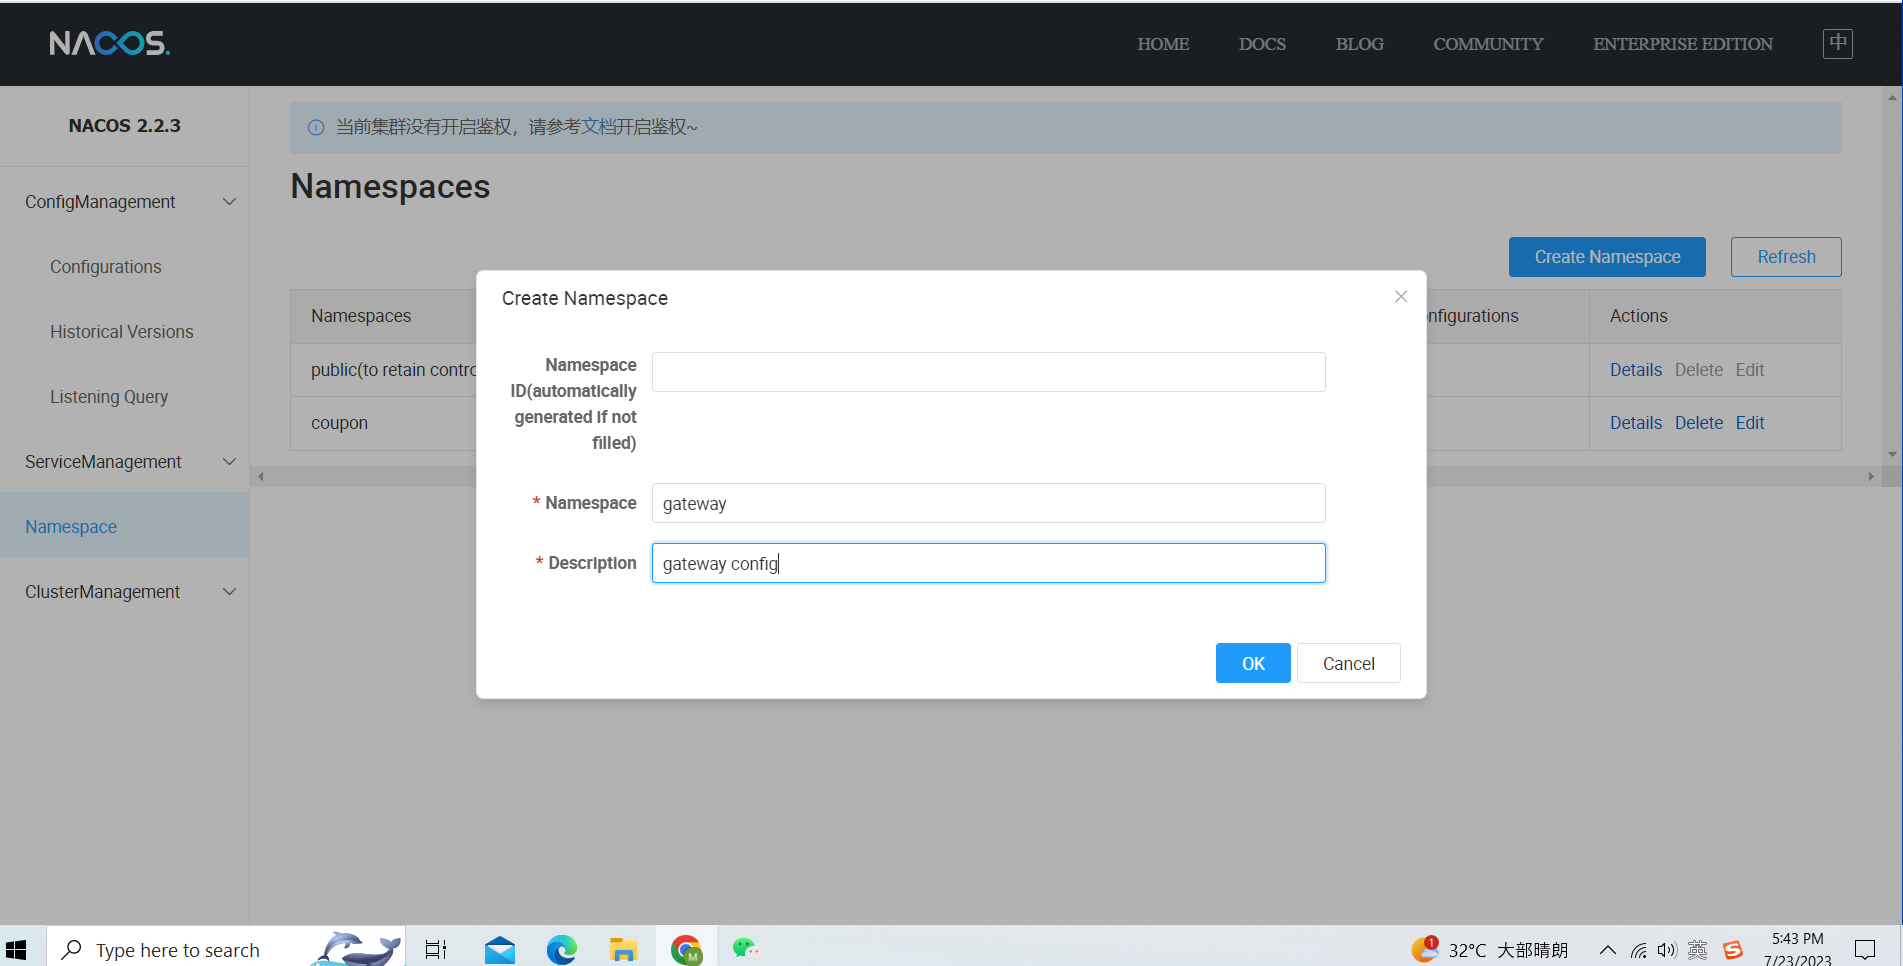 NACOS.
HOME
DOCS
BLOG
COMMUNITY
ENTERPRISE EDITION
中
NACOS 2.2.3
当前集群没有开启鉴权，请参考文档开启鉴权~
Namespaces
ConfigManagement
Configurations
Historical Versions
Listening Query
ServiceManagement
Namespace
ClusterManagement
Create Namespace
Refresh
Namespaces
nfigurations
Actions
public(to retain contro
Details Delete Edit
coupon
Details Delete Edit
Create Namespace
Namespace
ID(automatically
generated if not
filled)
* Namespace
gateway
* Description
gateway config
OK
Cancel
Type here to search
M
1
32°C 大部晴朗
英
S
5:43 PM
7/23/2023